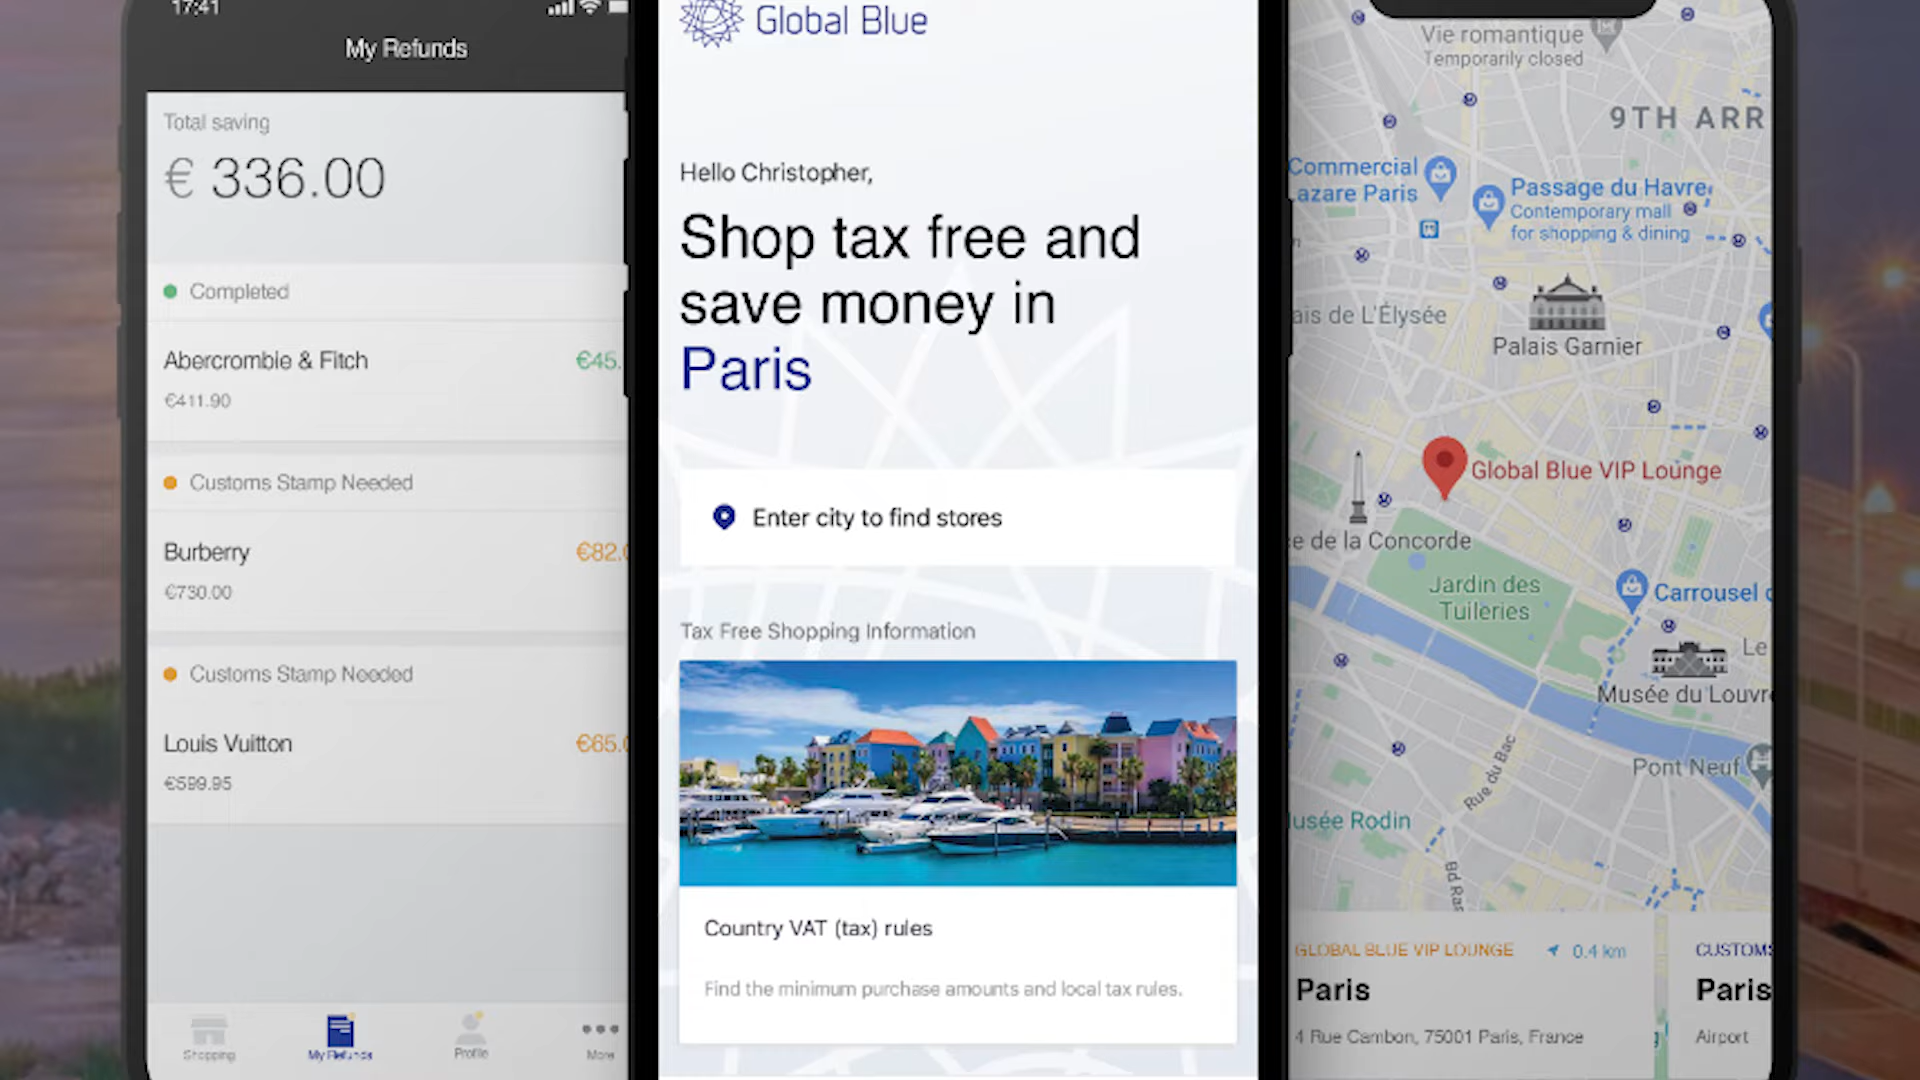 17:41
My Refunds
Total saving
€ 336.00
Completed
Abercrombie & Fitch
€45.
€411.90
Customs Stamp Needed
Burberry
€82.
€730.00
Customs Stamp Needed
Louis Vuitton
€65.
€599.95
Shopping
My Refunds
Profile
More
Global Blue
Hello Christopher,
Shop tax free and
save money in
Paris
Enter city to find stores
Tax Free Shopping Information
Country VAT (tax) rules
Find the minimum purchase amounts and local tax rules.
Vie romantique
Temporarily closed
9TH ARR
Commercial
azare Paris
Passage du Havre
Contemporary mall
for shopping & dining
ais de L'Élysée
Palais Garnier
Global Blue VIP Lounge
e de la Concorde
Jardin des
Tuileries
Carrousel
Le
Musée du Louvr
Pont Neuf
Rue du Bac
usée Rodin
Bd Ras
GLOBAL BLUE VIP LOUNGE
0.4 km
Paris
4 Rue Cambon, 75001 Paris, France
CUSTOMS
Paris
Airport